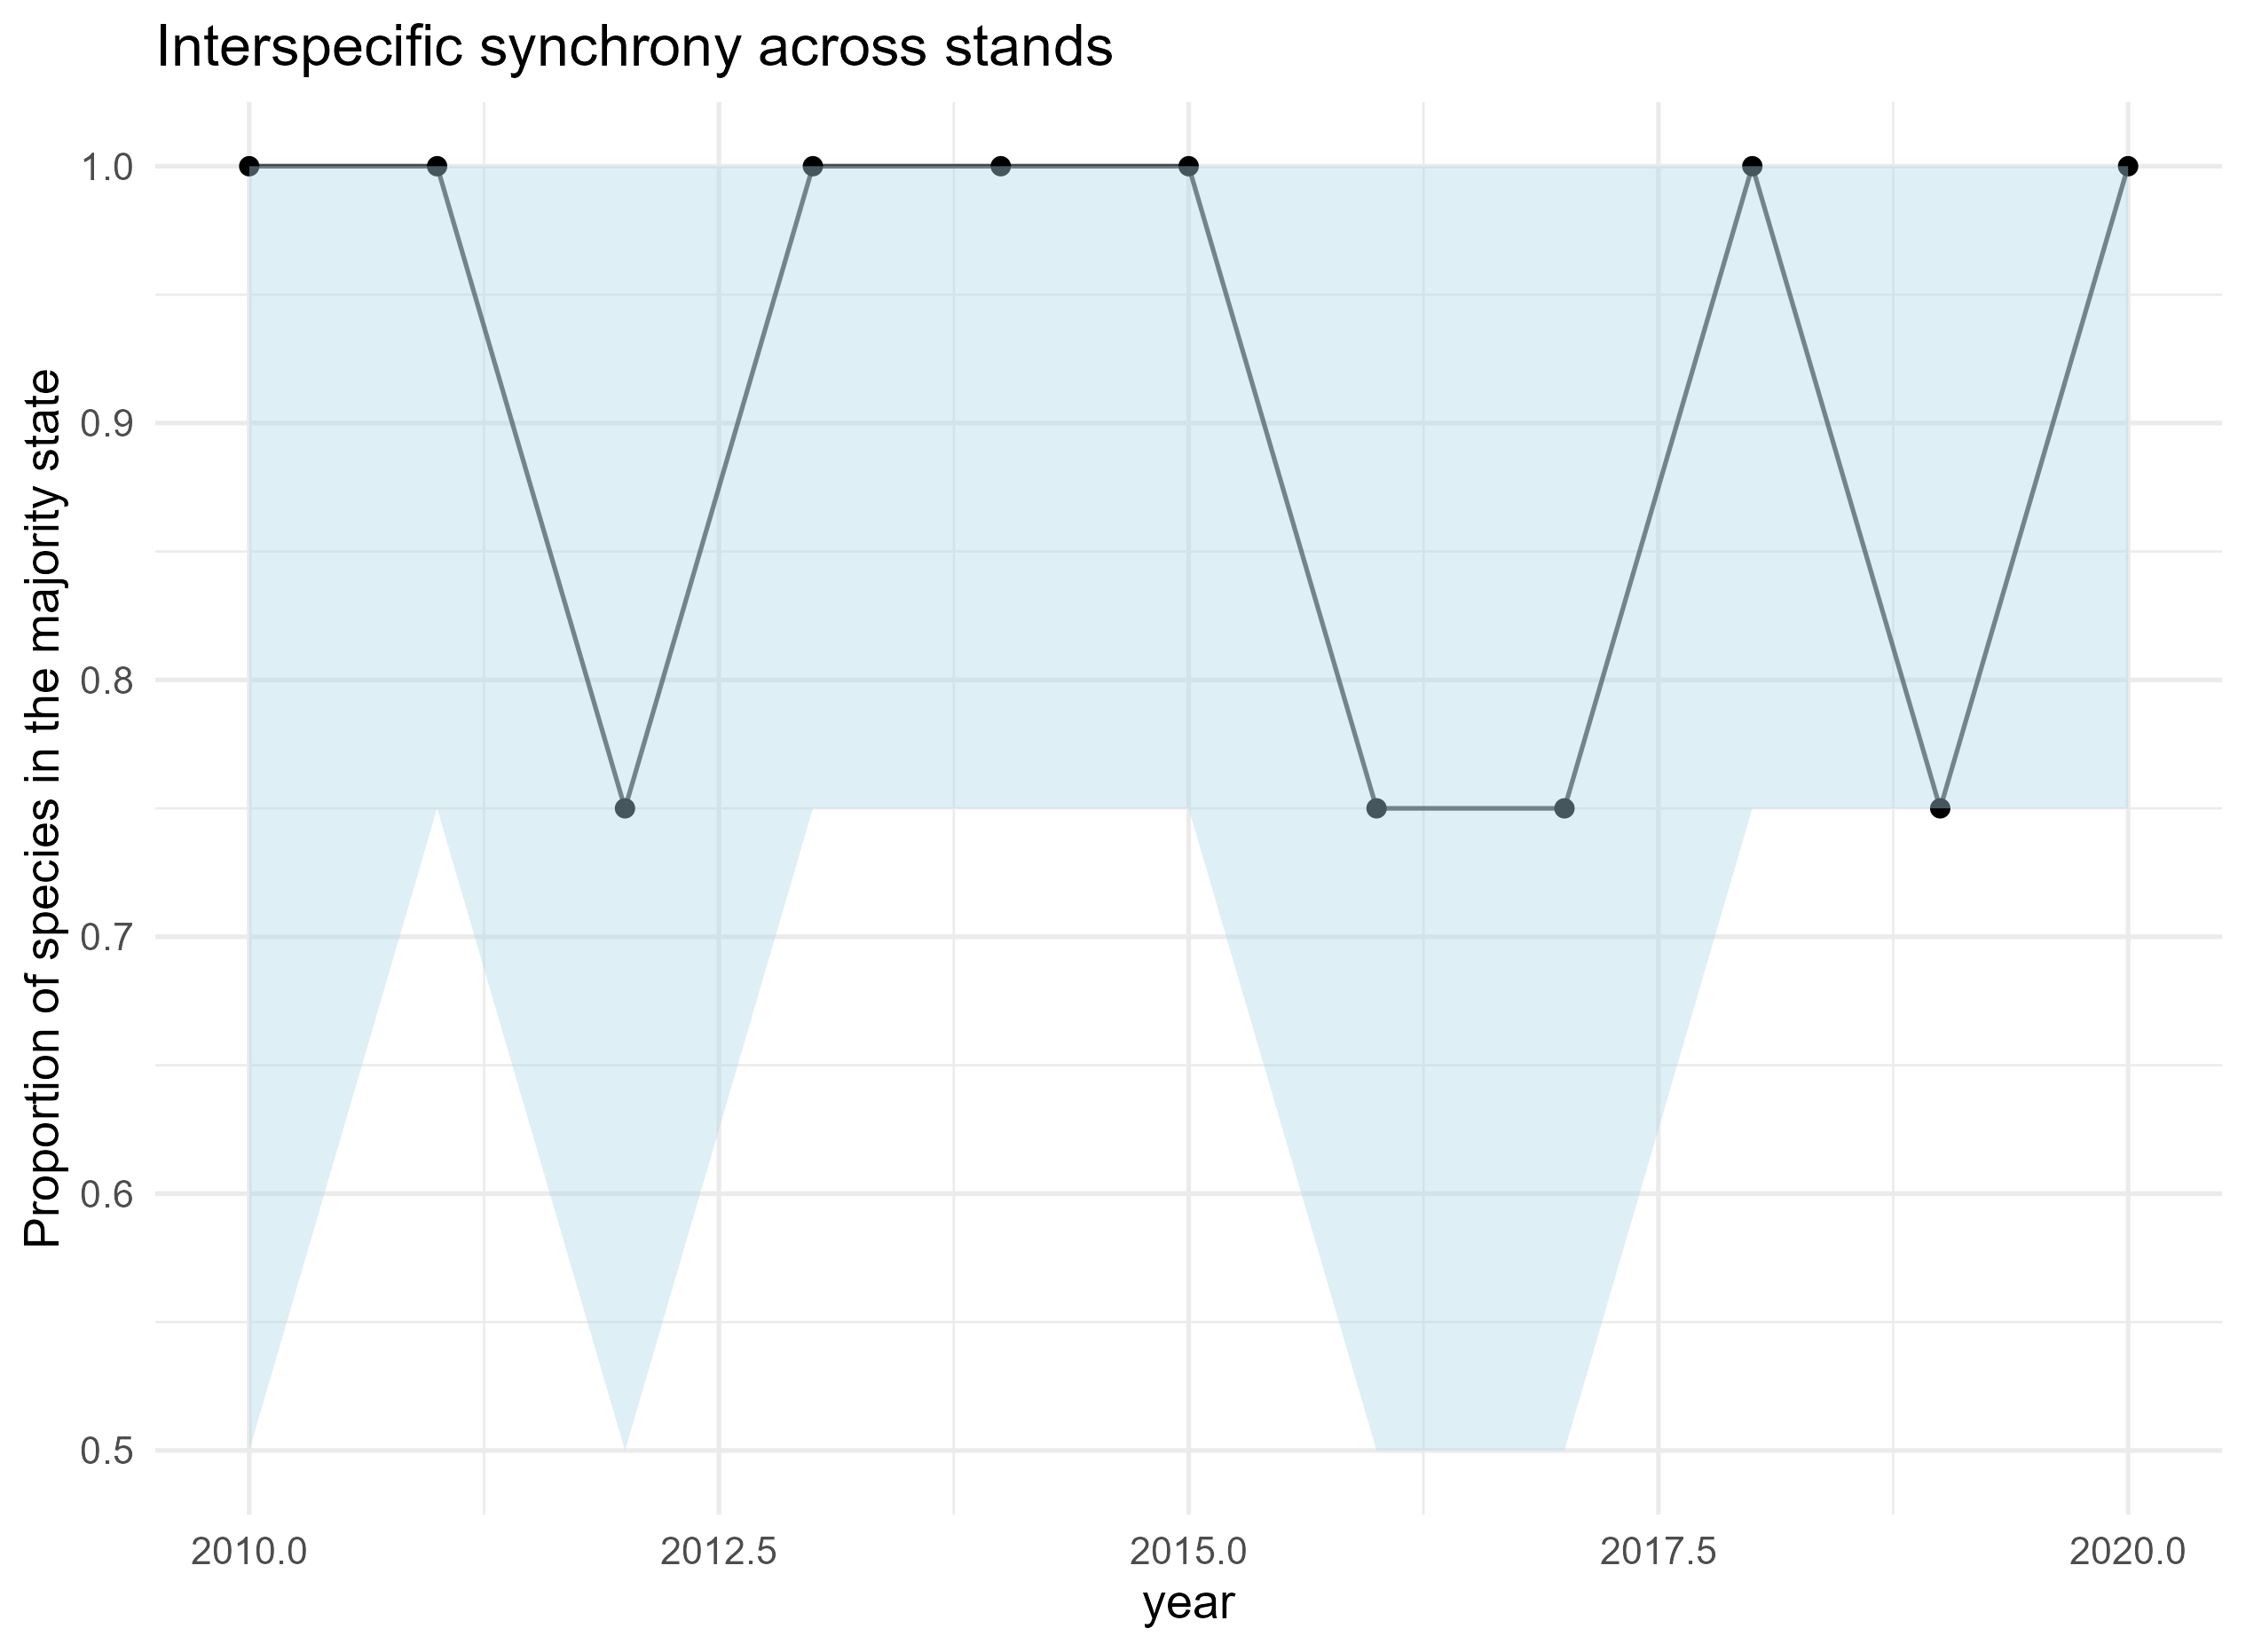 Interspecific synchrony across stands
Proportion of species in the majority state
1.0
0.9
0.8
0.7
0.6
0.5
2010.0 2012.5 2015.0 2017.5 2020.0
year